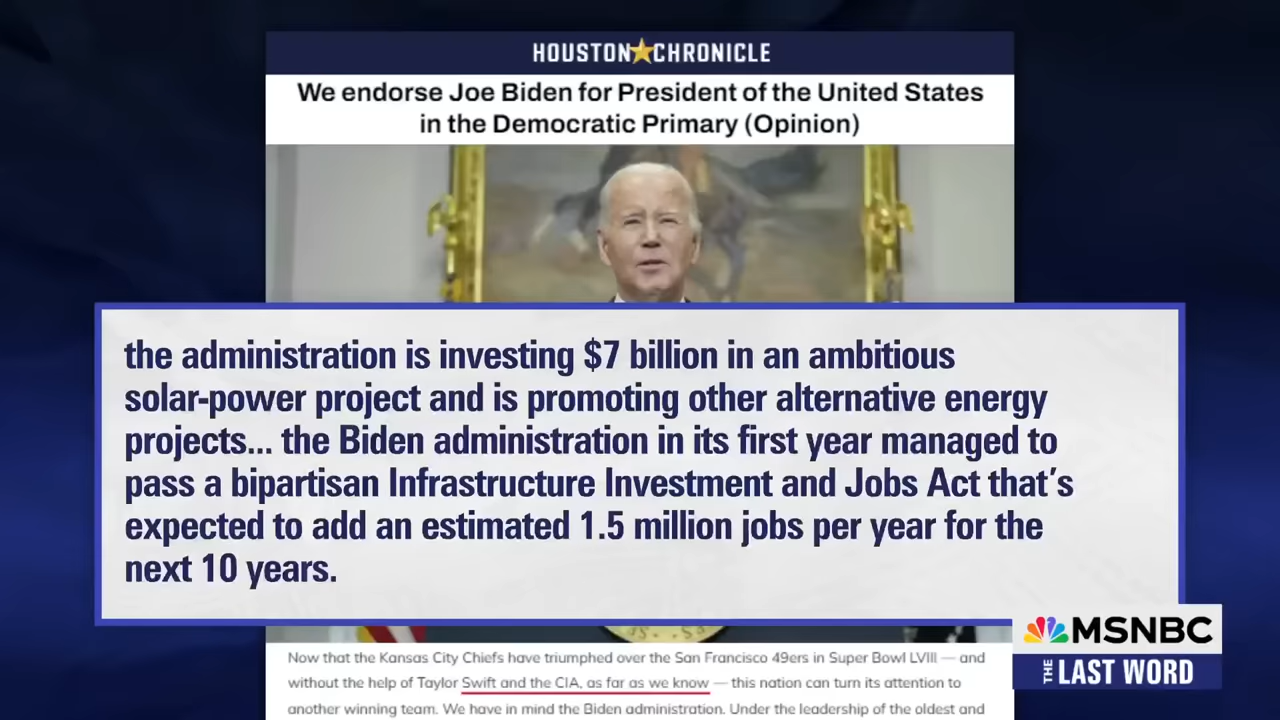 HOUSTON CHRONICLE
We endorse Joe Biden for President of the United States
in the Democratic Primary (Opinion)
the administration is investing $7 billion in an ambitious
solar-power project and is promoting other alternative energy
projects... the Biden administration in its first year managed to
pass a bipartisan Infrastructure Investment and Jobs Act that's
expected to add an estimated 1.5 million jobs per year for the
next 10 years.
MSNBC
THE LAST WORD
Now that the Kansas City Chiefs have triumphed over the San Francisco 49ers in Super Bowl LVIII — and
without the help of Taylor Swift and the CIA, as far as we know — this nation can turn its attention to
another winning team. We have in mind the Biden administration. Under the leadership of the oldest and